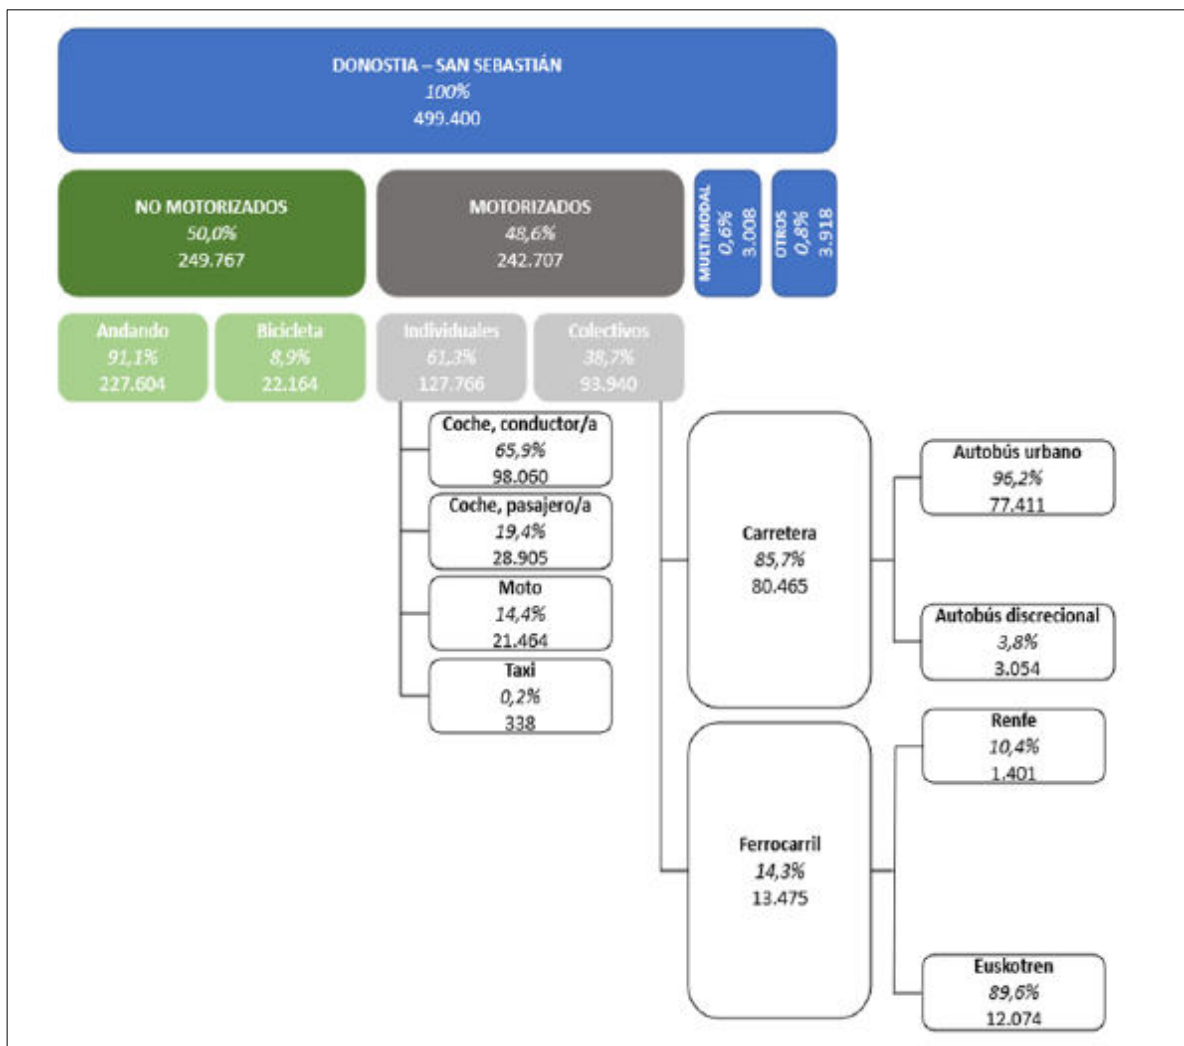 DONOSTIA – SAN SEBASTIÁN
100%
499.400
NO MOTORIZADOS
50,0%
249.767
MOTORIZADOS
48,6%
242.707
MULTIMODAL
0,6%
3.008
OTROS
0,8%
3.918
Andando
91,1%
227.604
Bicicleta
8,9%
22.164
Individuales
61,3%
127.766
Colectivos
38,7%
93.940
Coche, conductor/a
65,9%
98.060
Coche, pasajero/a
19,4%
28.905
Moto
14,4%
21.464
Taxi
0,2%
338
Carretera
85,7%
80.465
Autobús urbano
96,2%
77.411
Autobús discrecional
3,8%
3.054
Ferrocarril
14,3%
13.475
Renfe
10,4%
1.401
Euskotren
89,6%
12.074